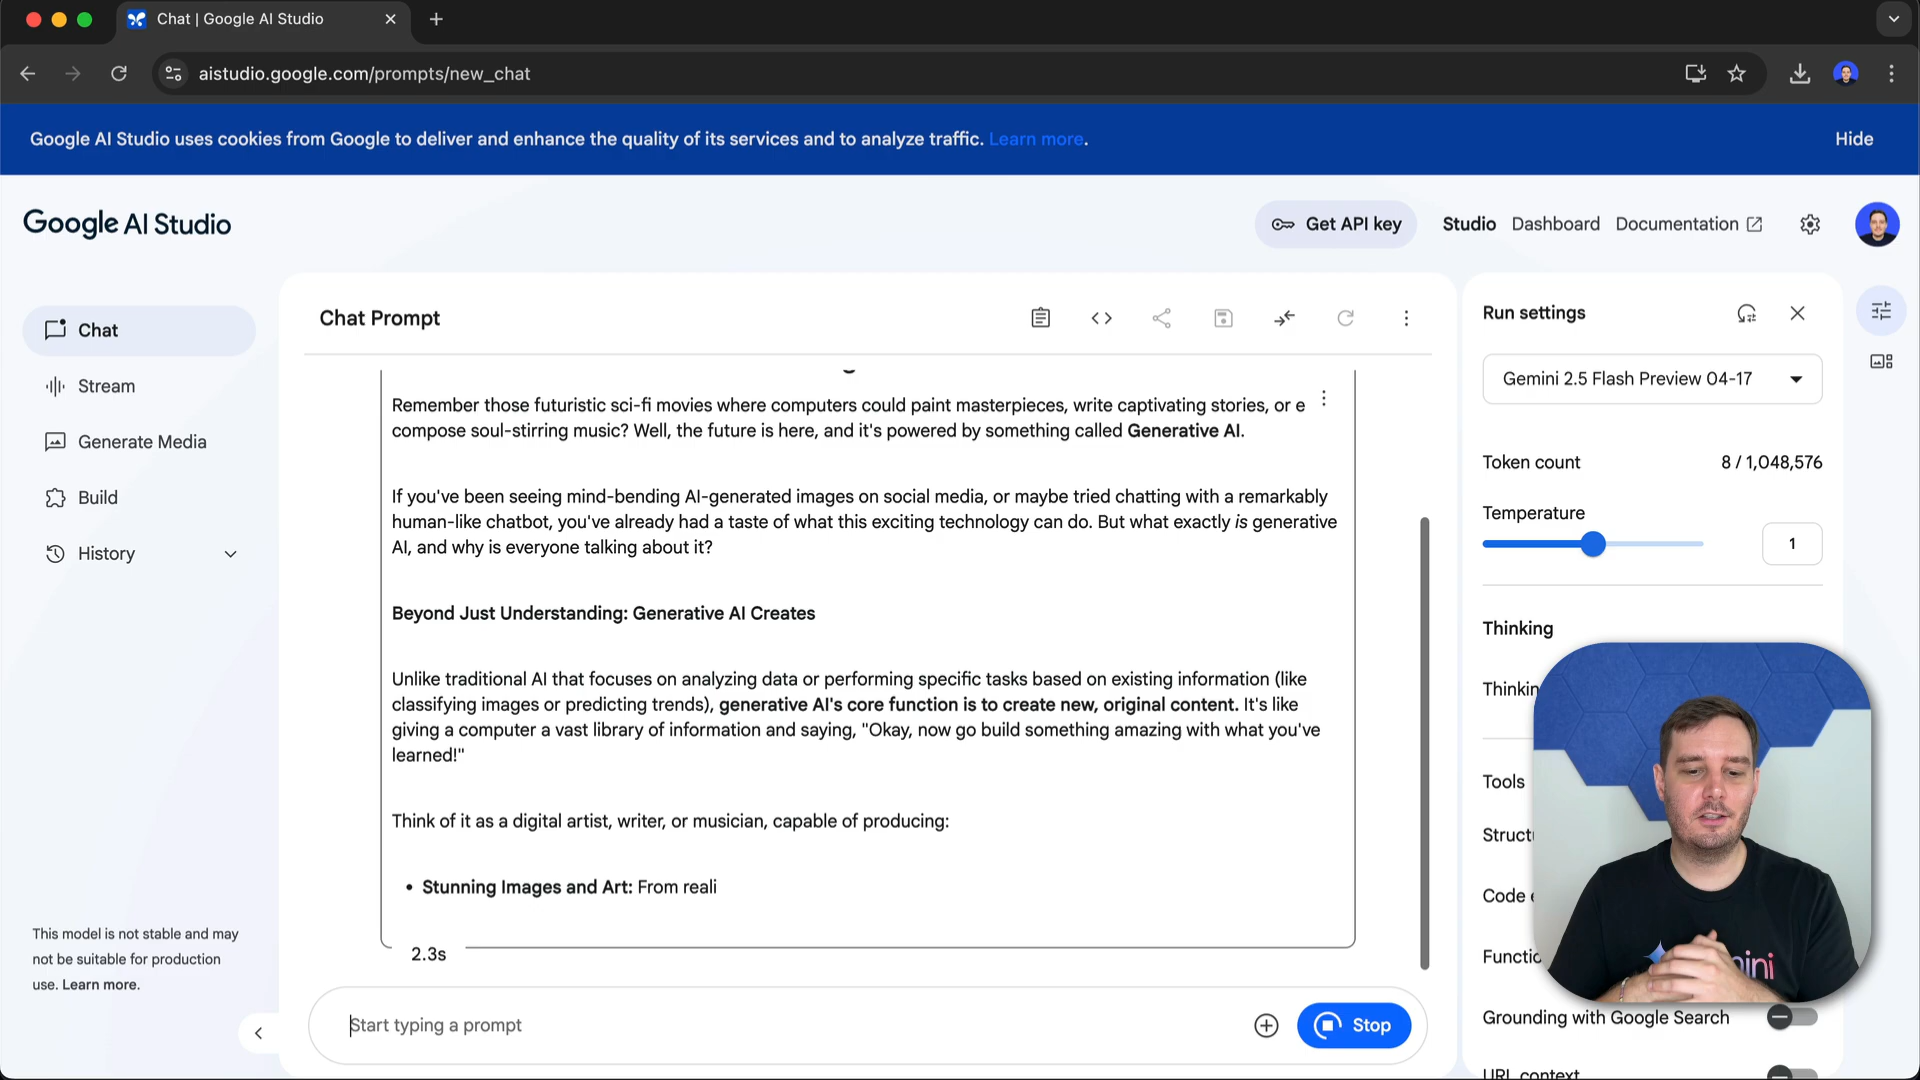 Chat | Google AI Studio
aistudio.google.com/prompts/new_chat
Google AI Studio uses cookies from Google to deliver and enhance the quality of its services and to analyze traffic. Learn more.
Hide
Google AI Studio
Get API key
Studio
Dashboard
Documentation
Chat
Stream
Generate Media
Build
History
This model is not stable and may
not be suitable for production
use. Learn more.
Chat Prompt
Remember those futuristic sci-fi movies where computers could paint masterpieces, write captivating stories, or e
compose soul-stirring music? Well, the future is here, and it's powered by something called Generative AI.
If you've been seeing mind-bending AI-generated images on social media, or maybe tried chatting with a remarkably
human-like chatbot, you've already had a taste of what this exciting technology can do. But what exactly is generative
AI, and why is everyone talking about it?
Beyond Just Understanding: Generative AI Creates
Unlike traditional AI that focuses on analyzing data or performing specific tasks based on existing information (like
classifying images or predicting trends), generative AI's core function is to create new, original content. It's like
giving a computer a vast library of information and saying, "Okay, now go build something amazing with what you've
learned!"
Think of it as a digital artist, writer, or musician, capable of producing:
• Stunning Images and Art: From reali
2.3s
Start typing a prompt
Stop
Run settings
Gemini 2.5 Flash Preview 04-17
Token count
8 / 1,048,576
Temperature
1
Thinking
Thinkin
Tools
Struct
Code e
Functio
Grounding with Google Search
URL context